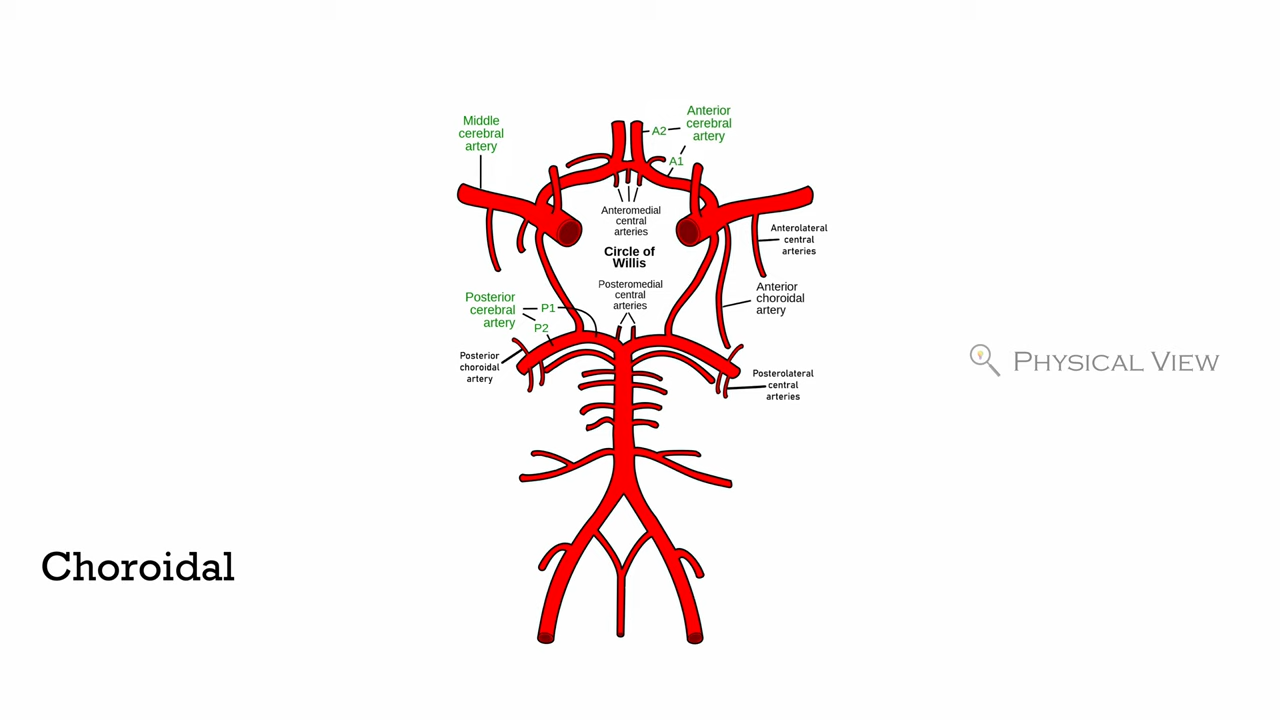 Anterior
cerebral
artery
A2
A1
Middle
cerebral
artery
Anteromedial
central
arteries
Circle of
Willis
Anterolateral
central
arteries
Posteromedial
central
arteries
Anterior
choroidal
artery
Posterior
cerebral
artery
P1
P2
Posterior
choroidal
artery
Posterolateral
central
arteries
Physical View
Choroidal